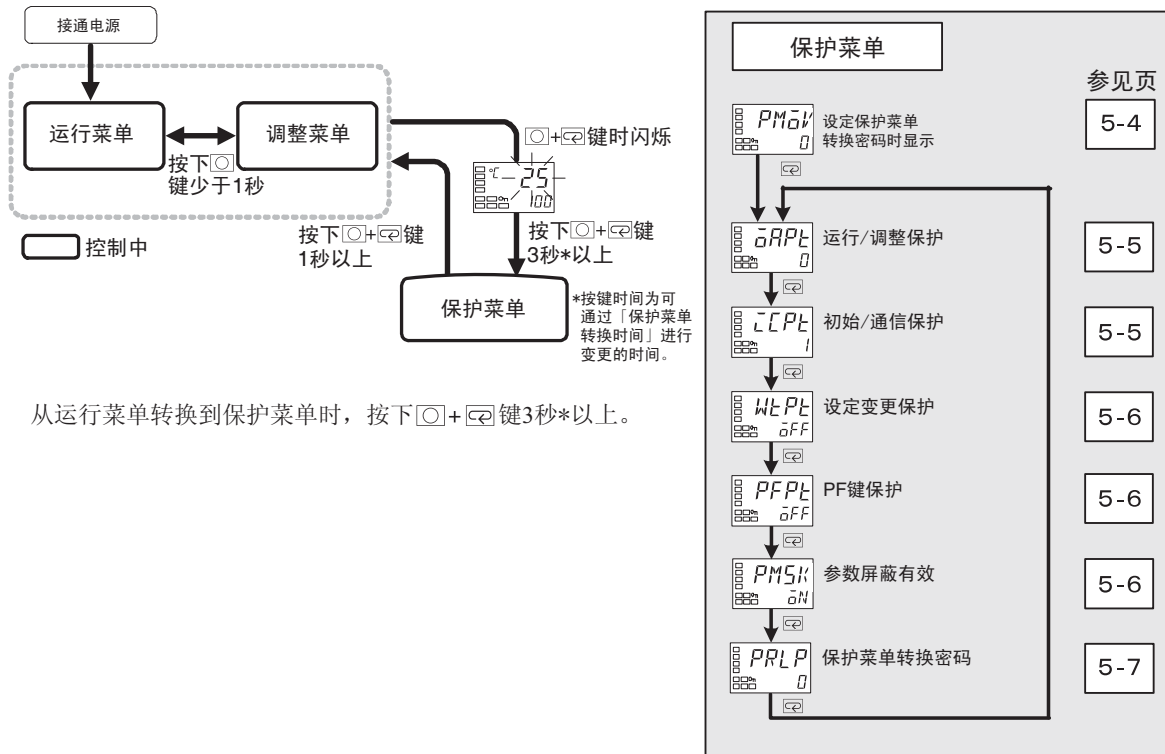 接通电源
运行菜单
调整菜单
按下
键少于1秒
控制中
+ 键时闪烁
℃ 25
100
按下 + 键
1秒以上
按下 + 键
3秒*以上
保护菜单
*按键时间为可
通过「保护菜单
转换时间」进行
变更的时间。
从运行菜单转换到保护菜单时，按下 + 键3秒*以上。
保护菜单
参见页
PMOV
0
设定保护菜单
转换密码时显示
5-4
OAPT
0
运行/调整保护
5-5
ICPT
1
初始/通信保护
5-5
WTPT
OFF
设定变更保护
5-6
PFPT
OFF
PF键保护
5-6
PMSK
ON
参数屏蔽有效
5-6
PRLP
0
保护菜单转换密码
5-7